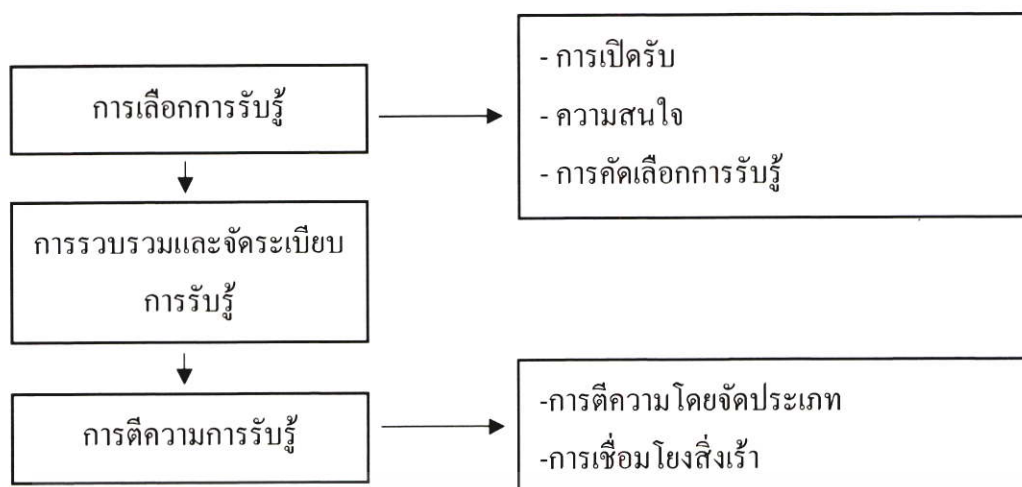 การเลือกการรับรู้
- การเปิดรับ
- ความสนใจ
- การคัดเลือกการรับรู้
การรวบรวมและจัดระเบียบ
การรับรู้
การตีความการรับรู้
-การตีความโดยจัดประเภท
-การเชื่อมโยงสิ่งเร้า